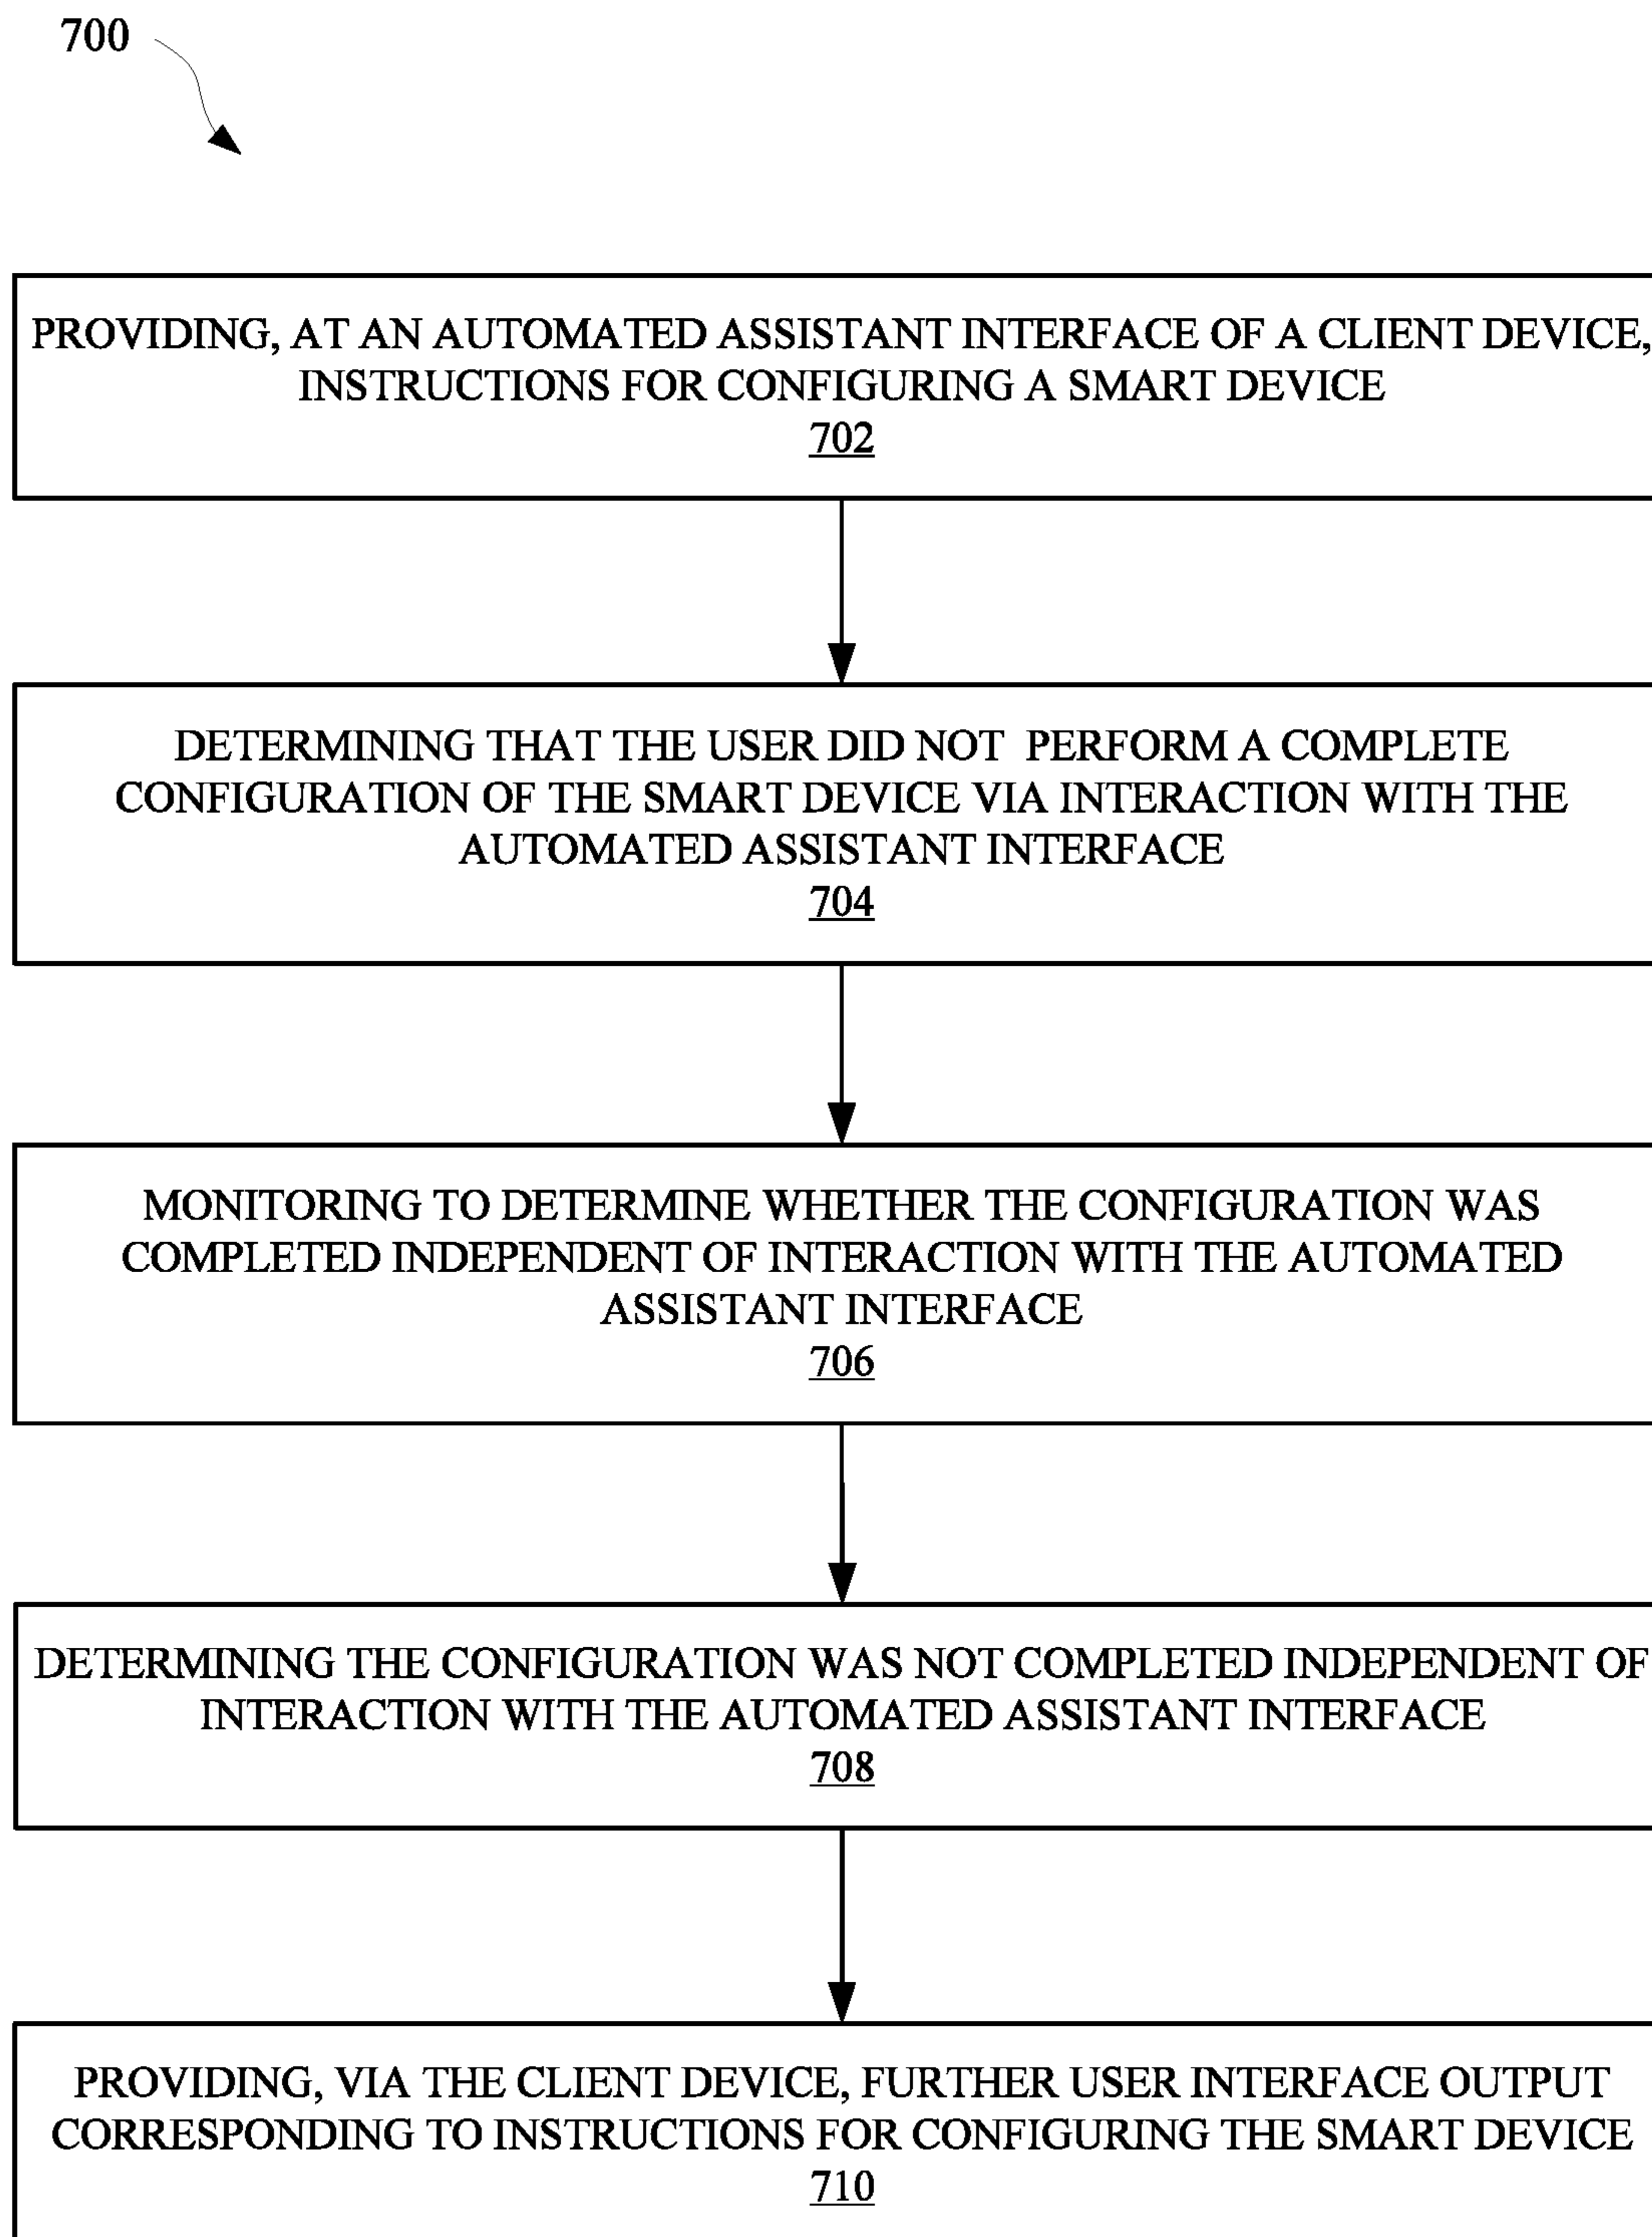 700
PROVIDING, AT AN AUTOMATED ASSISTANT INTERFACE OF A CLIENT DEVICE,
INSTRUCTIONS FOR CONFIGURING A SMART DEVICE
702
DETERMINING THAT THE USER DID NOT PERFORM A COMPLETE
CONFIGURATION OF THE SMART DEVICE VIA INTERACTION WITH THE
AUTOMATED ASSISTANT INTERFACE
704
MONITORING TO DETERMINE WHETHER THE CONFIGURATION WAS
COMPLETED INDEPENDENT OF INTERACTION WITH THE AUTOMATED
ASSISTANT INTERFACE
706
DETERMINING THE CONFIGURATION WAS NOT COMPLETED INDEPENDENT OF
INTERACTION WITH THE AUTOMATED ASSISTANT INTERFACE
708
PROVIDING, VIA THE CLIENT DEVICE, FURTHER USER INTERFACE OUTPUT
CORRESPONDING TO INSTRUCTIONS FOR CONFIGURING THE SMART DEVICE
710